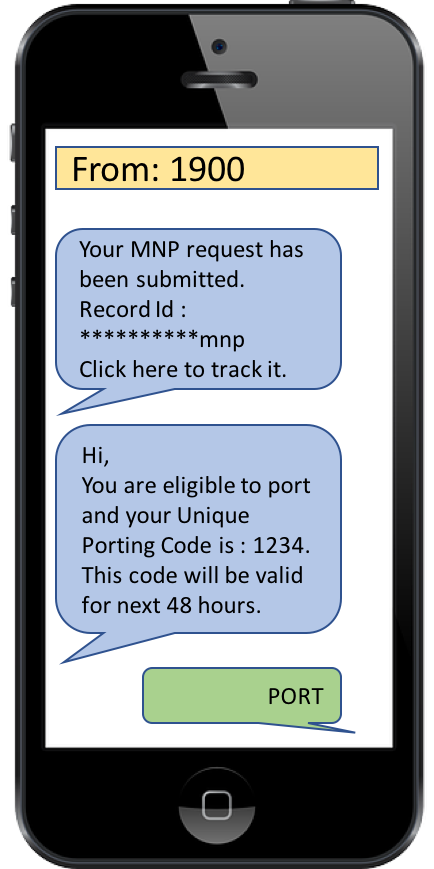 From: 1900
Your MNP request has
been submitted.
Record Id :
**********mnp
Click here to track it.
Hi,
You are eligible to port
and your Unique
Porting Code is : 1234.
This code will be valid
for next 48 hours.
PORT